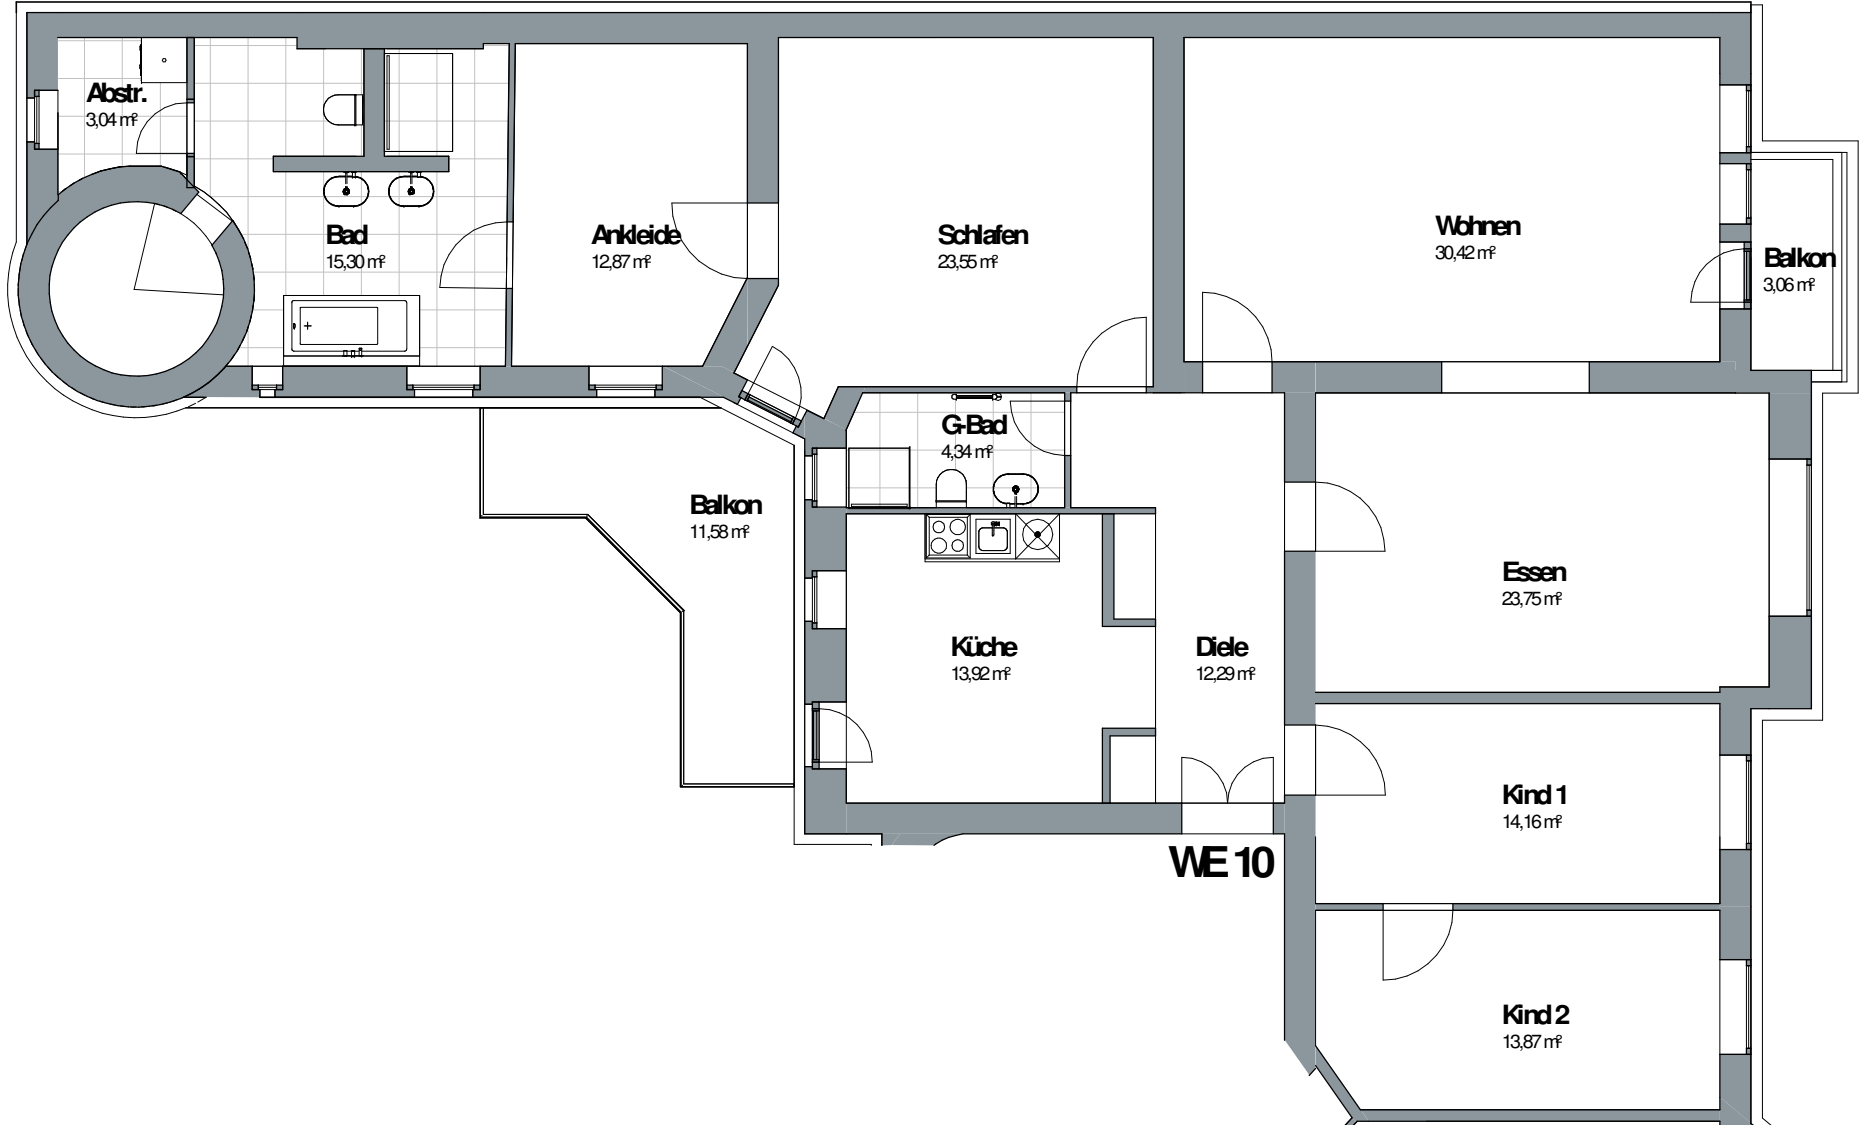 Abstr.
3,04 m²
Bad
15,30 m²
Ankleide
12,87 m²
Schlafen
23,55 m²
Wohnen
30,42 m²
Balkon
3,06 m²
G-Bad
4,34 m²
Balkon
11,58 m²
Essen
23,75 m²
Küche
13,92 m²
Diele
12,29 m²
Kind 1
14,16 m²
WE 10
Kind 2
13,87 m²